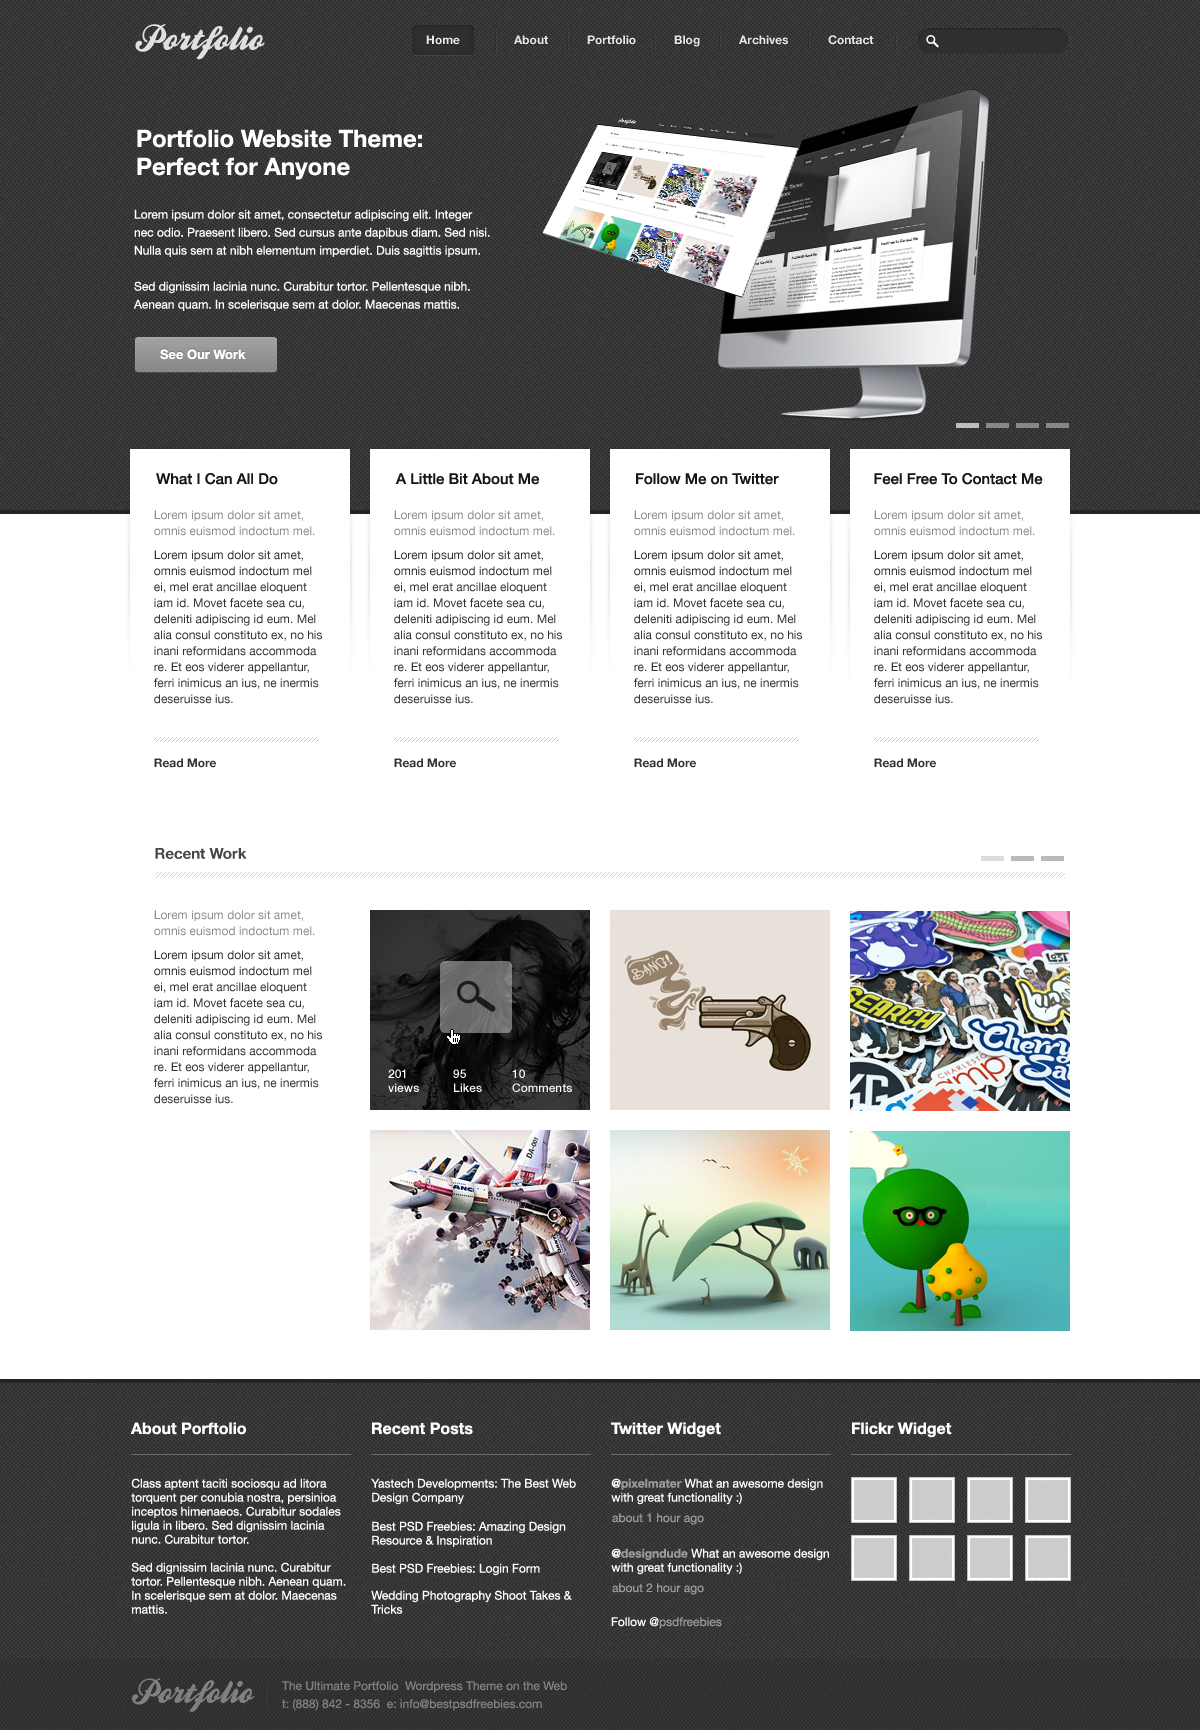 Portfolio
Home About Portfolio Blog Archives Contact
Portfolio Website Theme:
Perfect for Anyone
Lorem ipsum dolor sit amet, consectetur adipiscing elit. Integer
nec odio. Praesent libero. Sed cursus ante dapibus diam. Sed nisi.
Nulla quis sem at nibh elementum imperdiet. Duis sagittis ipsum.
Sed dignissim lacinia nunc. Curabitur tortor. Pellentesque nibh.
Aenean quam. In scelerisque sem at dolor. Maecenas mattis.
See Our Work
What I Can All Do
Lorem ipsum dolor sit amet,
omnis euismod indoctum mel.
Lorem ipsum dolor sit amet,
omnis euismod indoctum mel
ei, mel erat ancillae eloquent
iam id. Movet facete sea cu,
deleniti adipiscing id eum. Mel
alia consul constituto ex, no his
inani reformidans accommoda
re. Et eos viderer appellantur,
ferri inimicus an ius, ne inermis
deseruisse ius.
Read More
A Little Bit About Me
Lorem ipsum dolor sit amet,
omnis euismod indoctum mel.
Lorem ipsum dolor sit amet,
omnis euismod indoctum mel
ei, mel erat ancillae eloquent
iam id. Movet facete sea cu,
deleniti adipiscing id eum. Mel
alia consul constituto ex, no his
inani reformidans accommoda
re. Et eos viderer appellantur,
ferri inimicus an ius, ne inermis
deseruisse ius.
Read More
Follow Me on Twitter
Lorem ipsum dolor sit amet,
omnis euismod indoctum mel.
Lorem ipsum dolor sit amet,
omnis euismod indoctum mel
ei, mel erat ancillae eloquent
iam id. Movet facete sea cu,
deleniti adipiscing id eum. Mel
alia consul constituto ex, no his
inani reformidans accommoda
re. Et eos viderer appellantur,
ferri inimicus an ius, ne inermis
deseruisse ius.
Read More
Feel Free To Contact Me
Lorem ipsum dolor sit amet,
omnis euismod indoctum mel.
Lorem ipsum dolor sit amet,
omnis euismod indoctum mel
ei, mel erat ancillae eloquent
iam id. Movet facete sea cu,
deleniti adipiscing id eum. Mel
alia consul constituto ex, no his
inani reformidans accommoda
re. Et eos viderer appellantur,
ferri inimicus an ius, ne inermis
deseruisse ius.
Read More
Recent Work
Lorem ipsum dolor sit amet,
omnis euismod indoctum mel.
Lorem ipsum dolor sit amet,
omnis euismod indoctum mel
ei, mel erat ancillae eloquent
iam id. Movet facete sea cu,
deleniti adipiscing id eum. Mel
alia consul constituto ex, no his
inani reformidans accommoda
re. Et eos viderer appellantur,
ferri inimicus an ius, ne inermis
deseruisse ius.
201 95 10
views Likes Comments
BANG!
LOST
SEARCH
Cherry
CHARLESTO
DA-001
About Porftolio
Class aptent taciti sociosqu ad litora
torquent per conubia nostra, persinioa
inceptos himenaeos. Curabitur sodales
ligula in libero. Sed dignissim lacinia
nunc. Curabitur tortor.
Sed dignissim lacinia nunc. Curabitur
tortor. Pellentesque nibh. Aenean quam.
In scelerisque sem at dolor. Maecenas
mattis.
Recent Posts
Yastech Developments: The Best Web
Design Company
Best PSD Freebies: Amazing Design
Resource & Inspiration
Best PSD Freebies: Login Form
Wedding Photography Shoot Takes &
Tricks
Twitter Widget
@pixelmater What an awesome design
with great functionality :)
about 1 hour ago
@designdude What an awesome design
with great functionality :)
about 2 hour ago
Follow @psdfreebies
Flickr Widget
Portfolio
The Ultimate Portfolio Wordpress Theme on the Web
t: (888) 842 - 8356 e: info@bestpsdfreebies.com